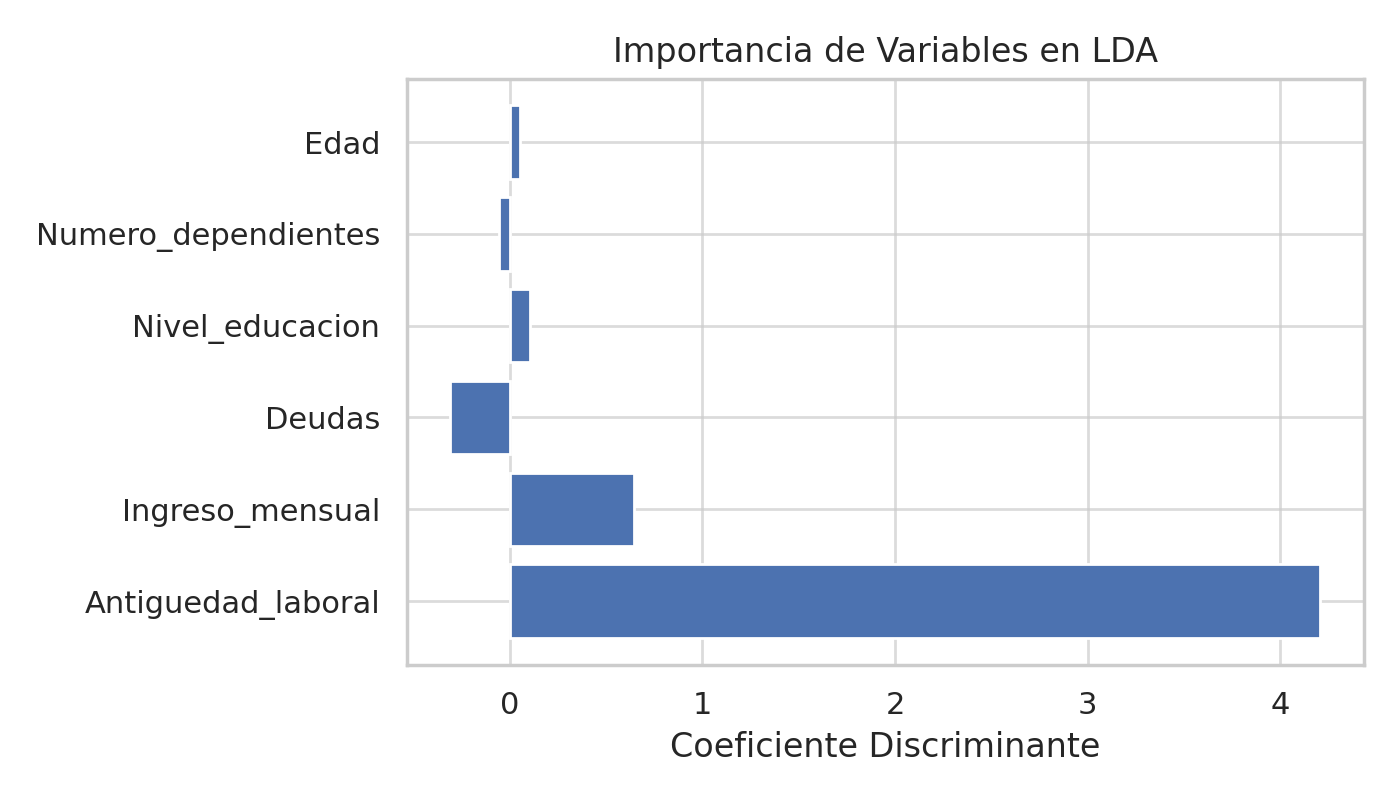 Importancia de Variables en LDA
Edad
Numero_dependientes
Nivel_educacion
Deudas
Ingreso_mensual
Antiguedad_laboral
0 1 2 3 4
Coeficiente Discriminante